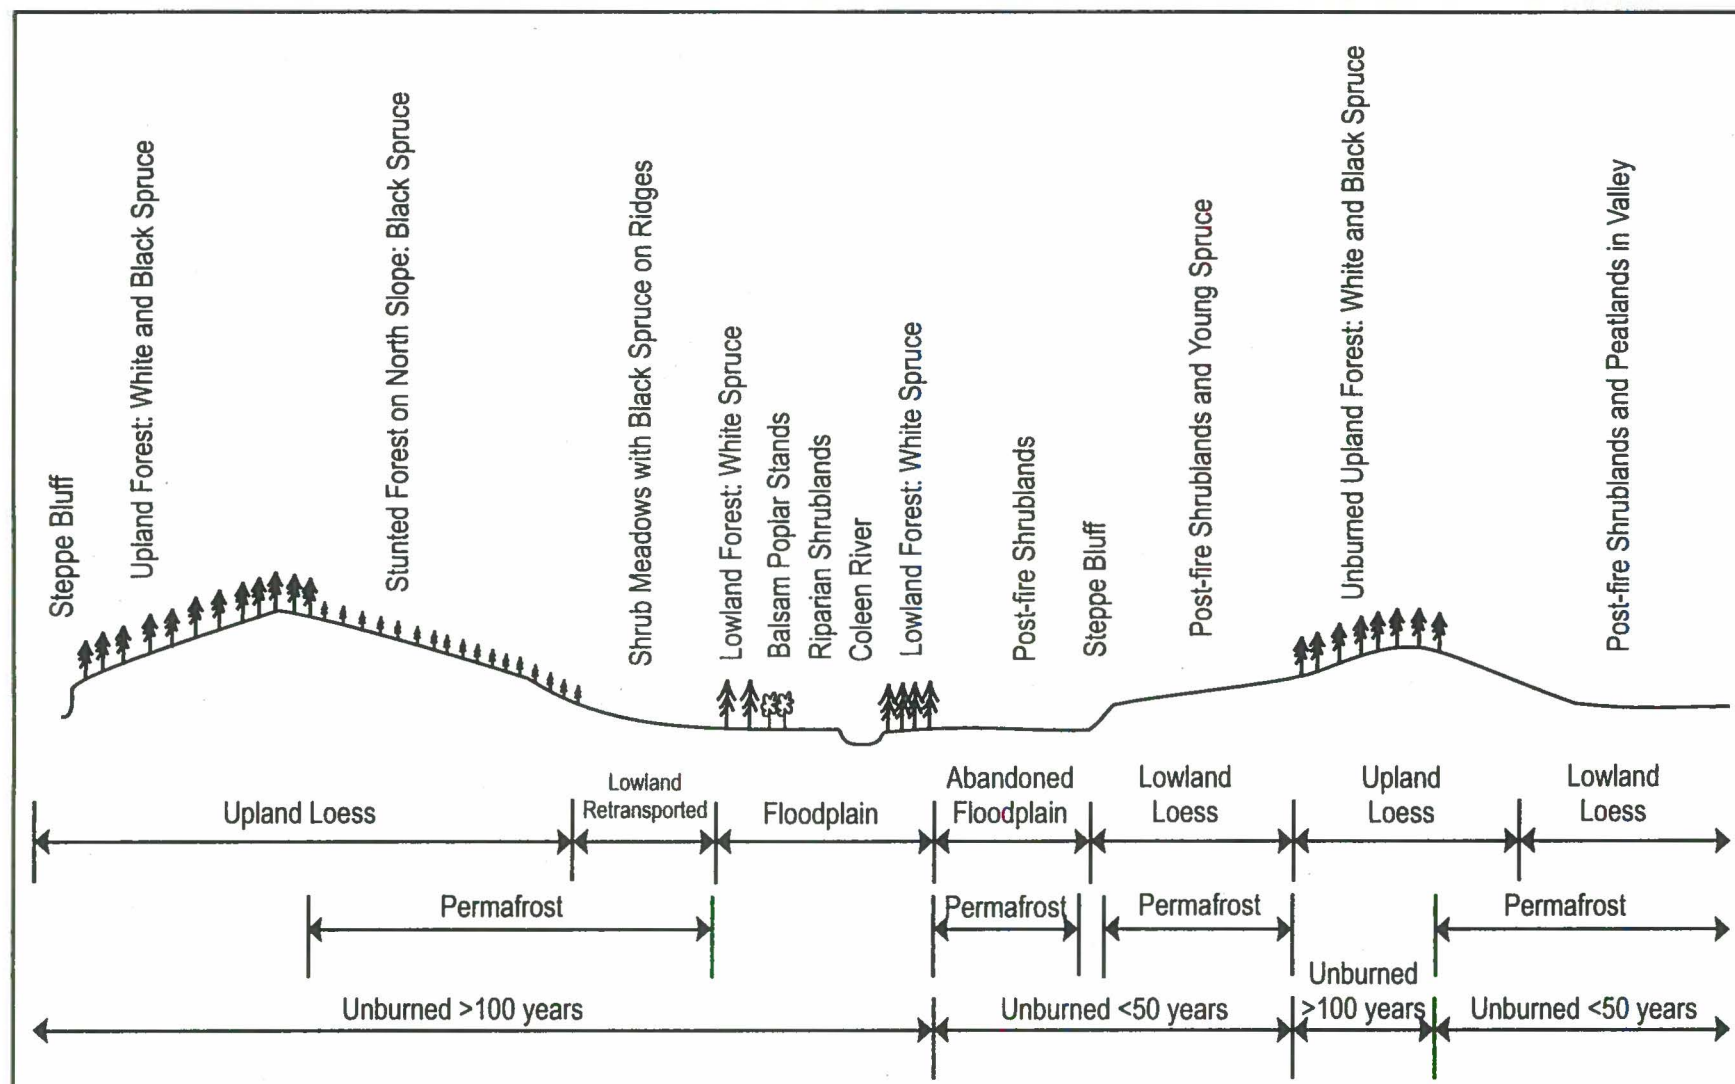 Steppe Bluff
Upland Forest: White and Black Spruce
Stunted Forest on North Slope: Black Spruce
Shrub Meadows with Black Spruce on Ridges
Lowland Forest: White Spruce
Balsam Poplar Stands
Riparian Shrublands
Coleen River
Lowland Forest: White Spruce
Post-fire Shrublands
Steppe Bluff
Post-fire Shrublands and Young Spruce
Unburned Upland Forest: White and Black Spruce
Post-fire Shrublands and Peatlands in Valley
Upland Loess
Lowland
Retransported
Floodplain
Abandoned
Floodplain
Lowland
Loess
Upland
Loess
Lowland
Loess
Permafrost
Permafrost
Permafrost
Permafrost
Unburned >100 years
Unburned <50 years
Unburned
>100 years
Unburned <50 years